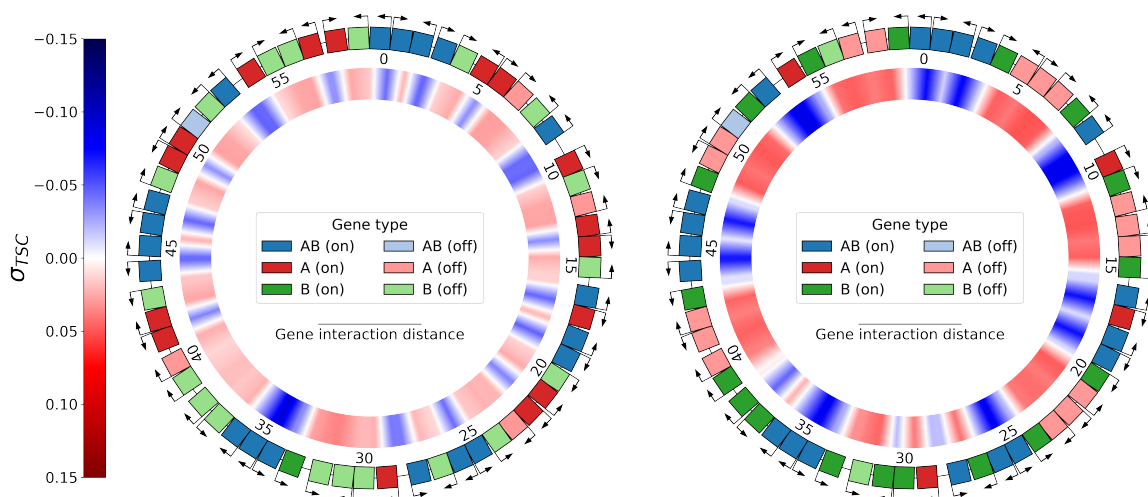 −0.15
−0.10
−0.05
0.00
0.05
0.10
0.15
σTSC
0
5
10
15
20
25
30
35
40
45
50
55
Gene type
AB (on) AB (off)
A (on) A (off)
B (on) B (off)
Gene interaction distance
0
5
10
15
20
25
30
35
40
45
50
55
Gene type
AB (on) AB (off)
A (on) A (off)
B (on) B (off)
Gene interaction distance